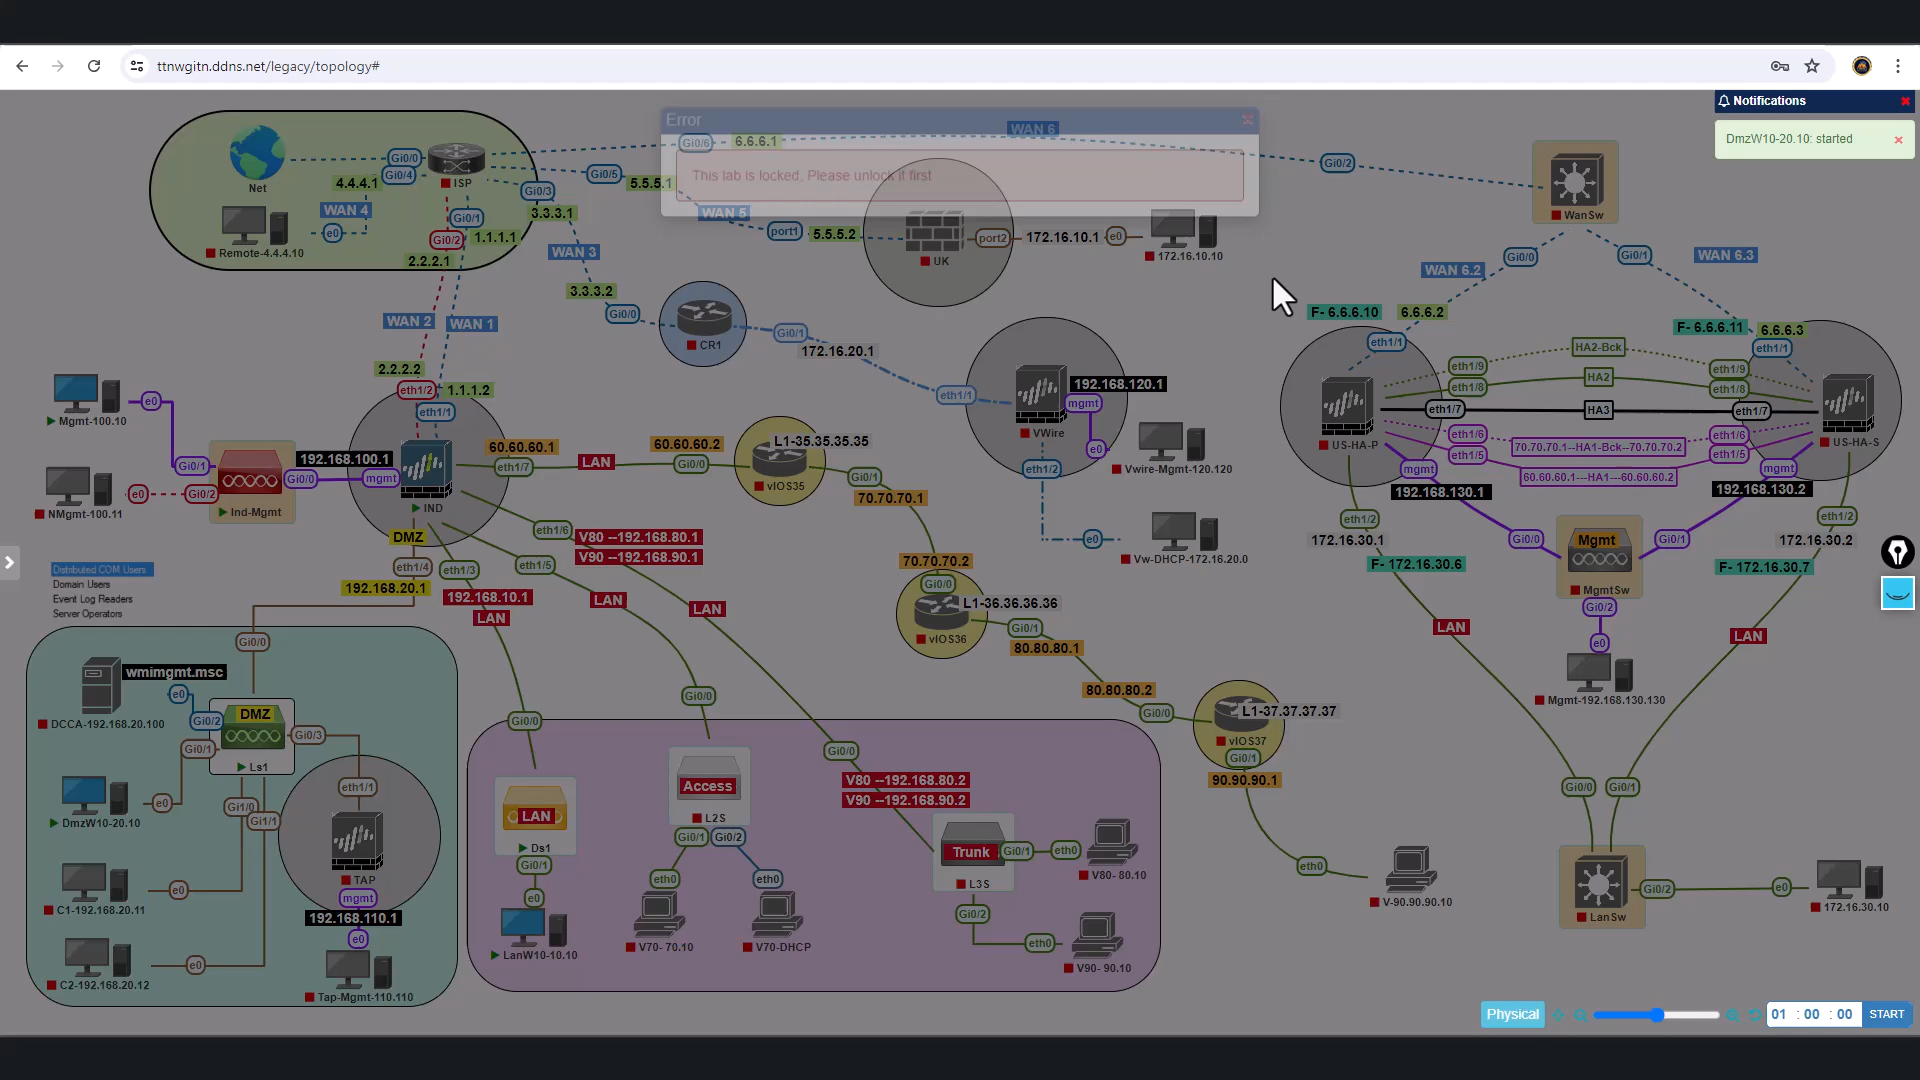 ttnwgitn.ddns.net/legacy/topology#
Notifications
DmzW10-20.10: started
Error
This lab is locked, Please unlock it first
Net
Gi0/0
Gi0/4
ISP
4.4.4.1
WAN 4
e0
Remote-4.4.4.10
Gi0/1
Gi0/2
1.1.1.1
2.2.2.1
Gi0/3
3.3.3.1
WAN 3
3.3.3.2
Gi0/5
5.5.5.1
WAN 5
Gi0/6
6.6.6.1
WAN 6
Gi0/2
WanSw
port1
5.5.5.2
UK
port2
172.16.10.1
e0
172.16.10.10
Gi0/0
CR1
Gi0/1
172.16.20.1
WAN 2
WAN 1
2.2.2.2
eth1/2
1.1.1.2
eth1/1
Mgmt-100.10
e0
NMgmt-100.11
e0
Gi0/1
Gi0/2
Ind-Mgmt
Gi0/0
192.168.100.1
mgmt
IND
60.60.60.1
eth1/7
LAN
60.60.60.2
Gi0/0
L1-35.35.35.35
vIOS35
Gi0/1
70.70.70.1
70.70.70.2
Gi0/0
L1-36.36.36.36
vIOS36
Gi0/1
80.80.80.1
80.80.80.2
Gi0/0
L1-37.37.37.37
vIOS37
Gi0/1
90.90.90.1
eth0
V-90.90.90.10
eth1/1
192.168.120.1
mgmt
VWire
e0
Vwire-Mgmt-120.120
eth1/2
e0
Vw-DHCP-172.16.20.0
Gi0/0
Gi0/1
WAN 6.2
WAN 6.3
F- 6.6.6.10
6.6.6.2
F- 6.6.6.11
6.6.6.3
eth1/1
eth1/1
HA2-Bck
eth1/9
eth1/9
HA2
eth1/8
eth1/8
HA3
eth1/7
eth1/7
eth1/6
70.70.70.1--HA1-Bck--70.70.70.2
eth1/6
eth1/5
60.60.60.1---HA1---60.60.60.2
eth1/5
US-HA-P
US-HA-S
mgmt
mgmt
192.168.130.1
192.168.130.2
eth1/2
eth1/2
172.16.30.1
172.16.30.2
F- 172.16.30.6
F- 172.16.30.7
Gi0/0
Mgmt
Gi0/1
MgmtSw
Gi0/2
e0
Mgmt-192.168.130.130
LAN
LAN
Gi0/0
Gi0/1
LanSw
Gi0/2
e0
172.16.30.10
DMZ
eth1/4
192.168.20.1
eth1/3
192.168.10.1
LAN
eth1/5
LAN
eth1/6
V80 --192.168.80.1
V90 --192.168.90.1
LAN
Distributed COM Users
Domain Users
Event Log Readers
Server Operators
Gi0/0
wmimgmt.msc
e0
DCCA-192.168.20.100
Gi0/2
DMZ
Gi0/3
Gi0/1
Ls1
DmzW10-20.10
e0
Gi1/0
Gi1/1
eth1/1
C1-192.168.20.11
e0
TAP
mgmt
192.168.110.1
e0
C2-192.168.20.12
e0
Tap-Mgmt-110.110
Gi0/0
LAN
Ds1
Gi0/1
e0
LanW10-10.10
Gi0/0
Access
L2S
Gi0/1
Gi0/2
eth0
eth0
V70- 70.10
V70-DHCP
Gi0/0
V80 --192.168.80.2
V90 --192.168.90.2
Trunk
Gi0/1
eth0
V80- 80.10
L3S
Gi0/2
eth0
V90- 90.10
Physical
01 : 00 : 00
START